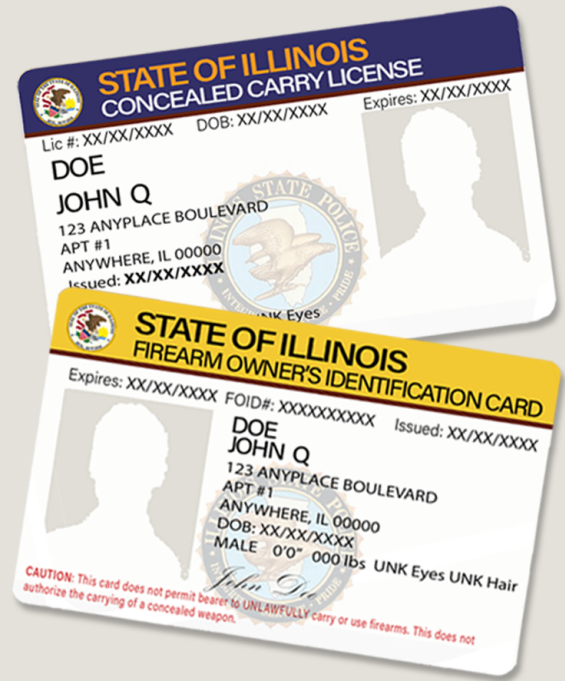 STATE OF ILLINOIS
CONCEALED CARRY LICENSE
Lic #: XX/XX/XXXX DOB: XX/XX/XXXX Expires: XX/XX/XXXX
DOE
JOHN Q
123 ANYPLACE BOULEVARD
APT #1
ANYWHERE, IL 00000
Issued: XX/XX/XXXX
UNK Eyes
STATE POLICE
PRIDE
STATE OF ILLINOIS
FIREARM OWNER'S IDENTIFICATION CARD
Expires: XX/XX/XXXX FOID#: XXXXXXXXXX Issued: XX/XX/XXXX
DOE
JOHN Q
123 ANYPLACE BOULEVARD
APT #1
ANYWHERE, IL 00000
DOB: XX/XX/XXXX
MALE 0'0" 000 lbs UNK Eyes UNK Hair
John Doe
CAUTION: This card does not permit bearer to UNLAWFULLY carry or use firearms. This does not
authorize the carrying of a concealed weapon.